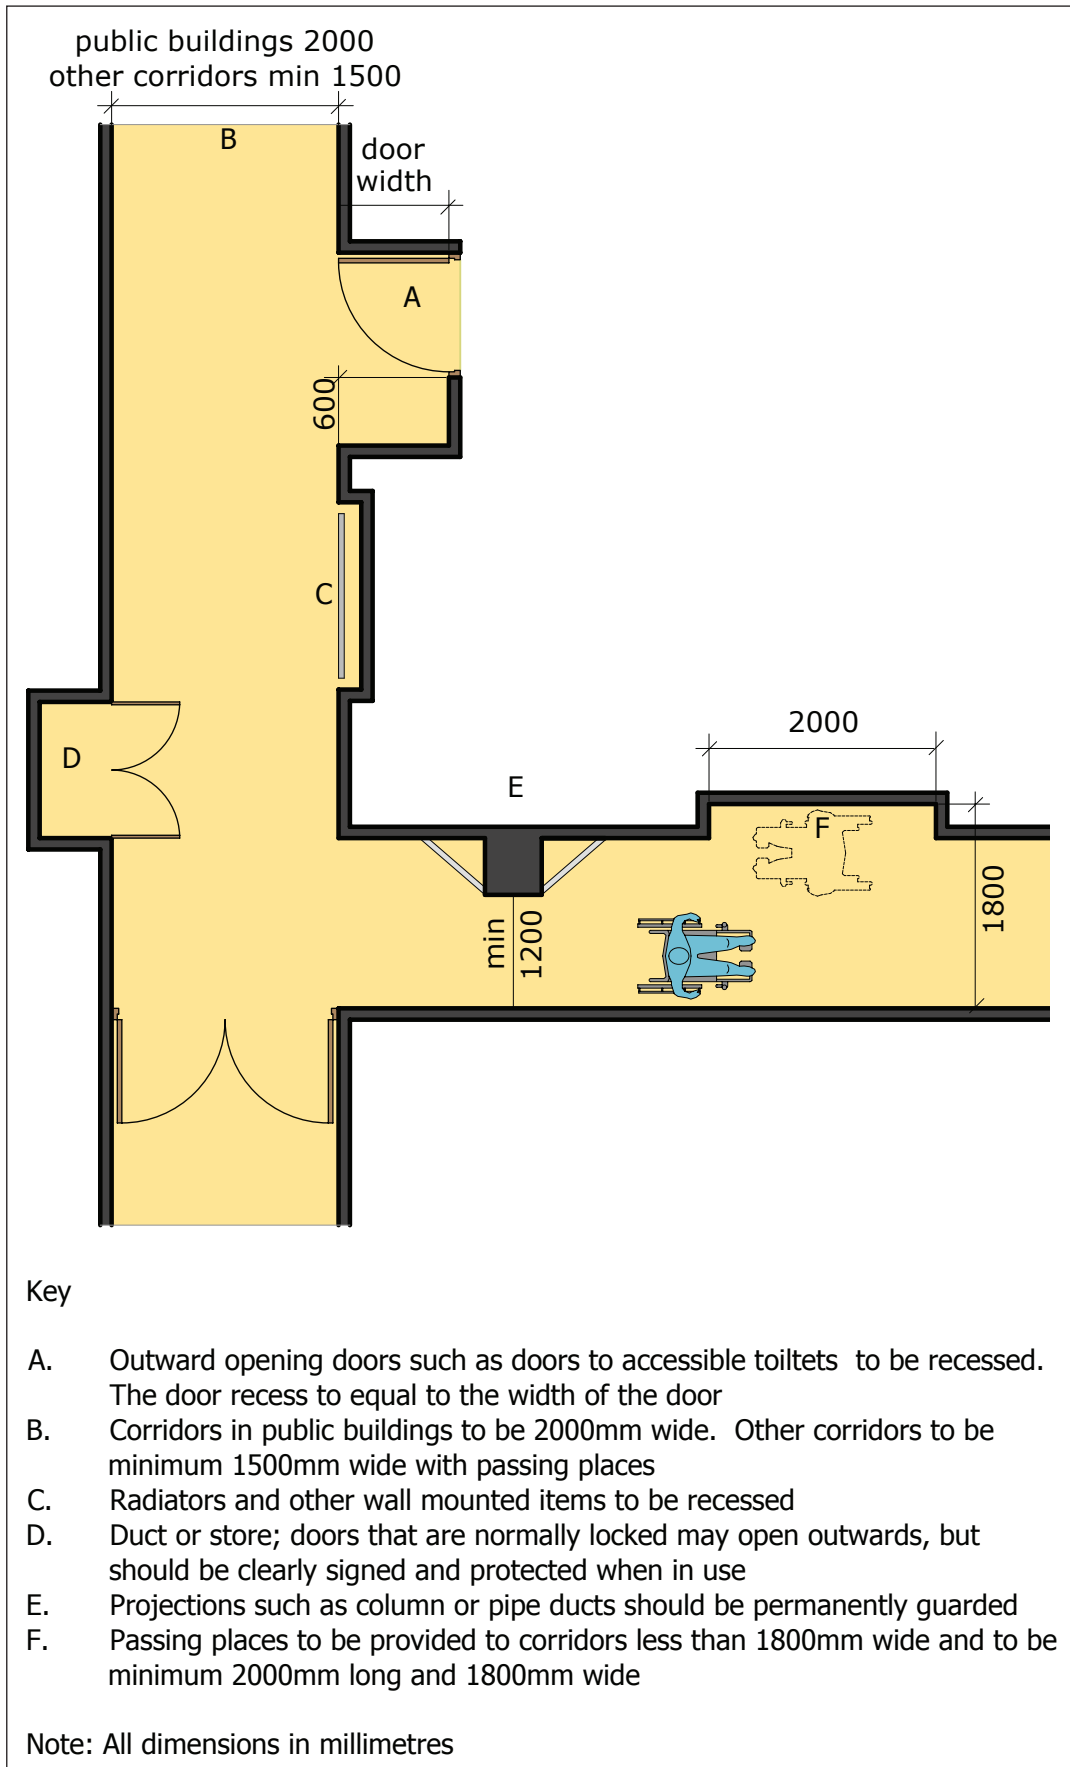 public buildings 2000
other corridors min 1500
B
door
width
A
600
C
D
E
2000
F
min
1200
1800
Key
A. Outward opening doors such as doors to accessible toiltets to be recessed.
The door recess to equal to the width of the door
B. Corridors in public buildings to be 2000mm wide. Other corridors to be
minimum 1500mm wide with passing places
C. Radiators and other wall mounted items to be recessed
D. Duct or store; doors that are normally locked may open outwards, but
should be clearly signed and protected when in use
E. Projections such as column or pipe ducts should be permanently guarded
F. Passing places to be provided to corridors less than 1800mm wide and to be
minimum 2000mm long and 1800mm wide
Note: All dimensions in millimetres